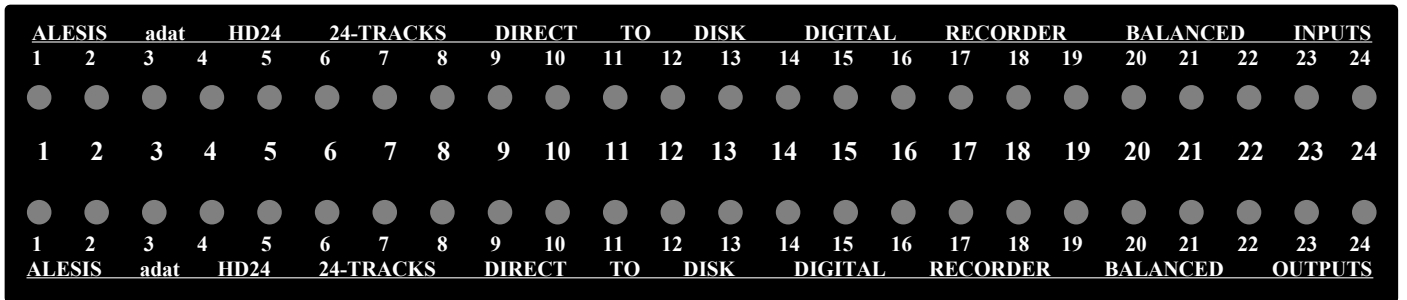 ALESIS adat HD24 24-TRACKS DIRECT TO DISK DIGITAL RECORDER BALANCED INPUTS
1 2 3 4 5 6 7 8 9 10 11 12 13 14 15 16 17 18 19 20 21 22 23 24
1 2 3 4 5 6 7 8 9 10 11 12 13 14 15 16 17 18 19 20 21 22 23 24
1 2 3 4 5 6 7 8 9 10 11 12 13 14 15 16 17 18 19 20 21 22 23 24
ALESIS adat HD24 24-TRACKS DIRECT TO DISK DIGITAL RECORDER BALANCED OUTPUTS